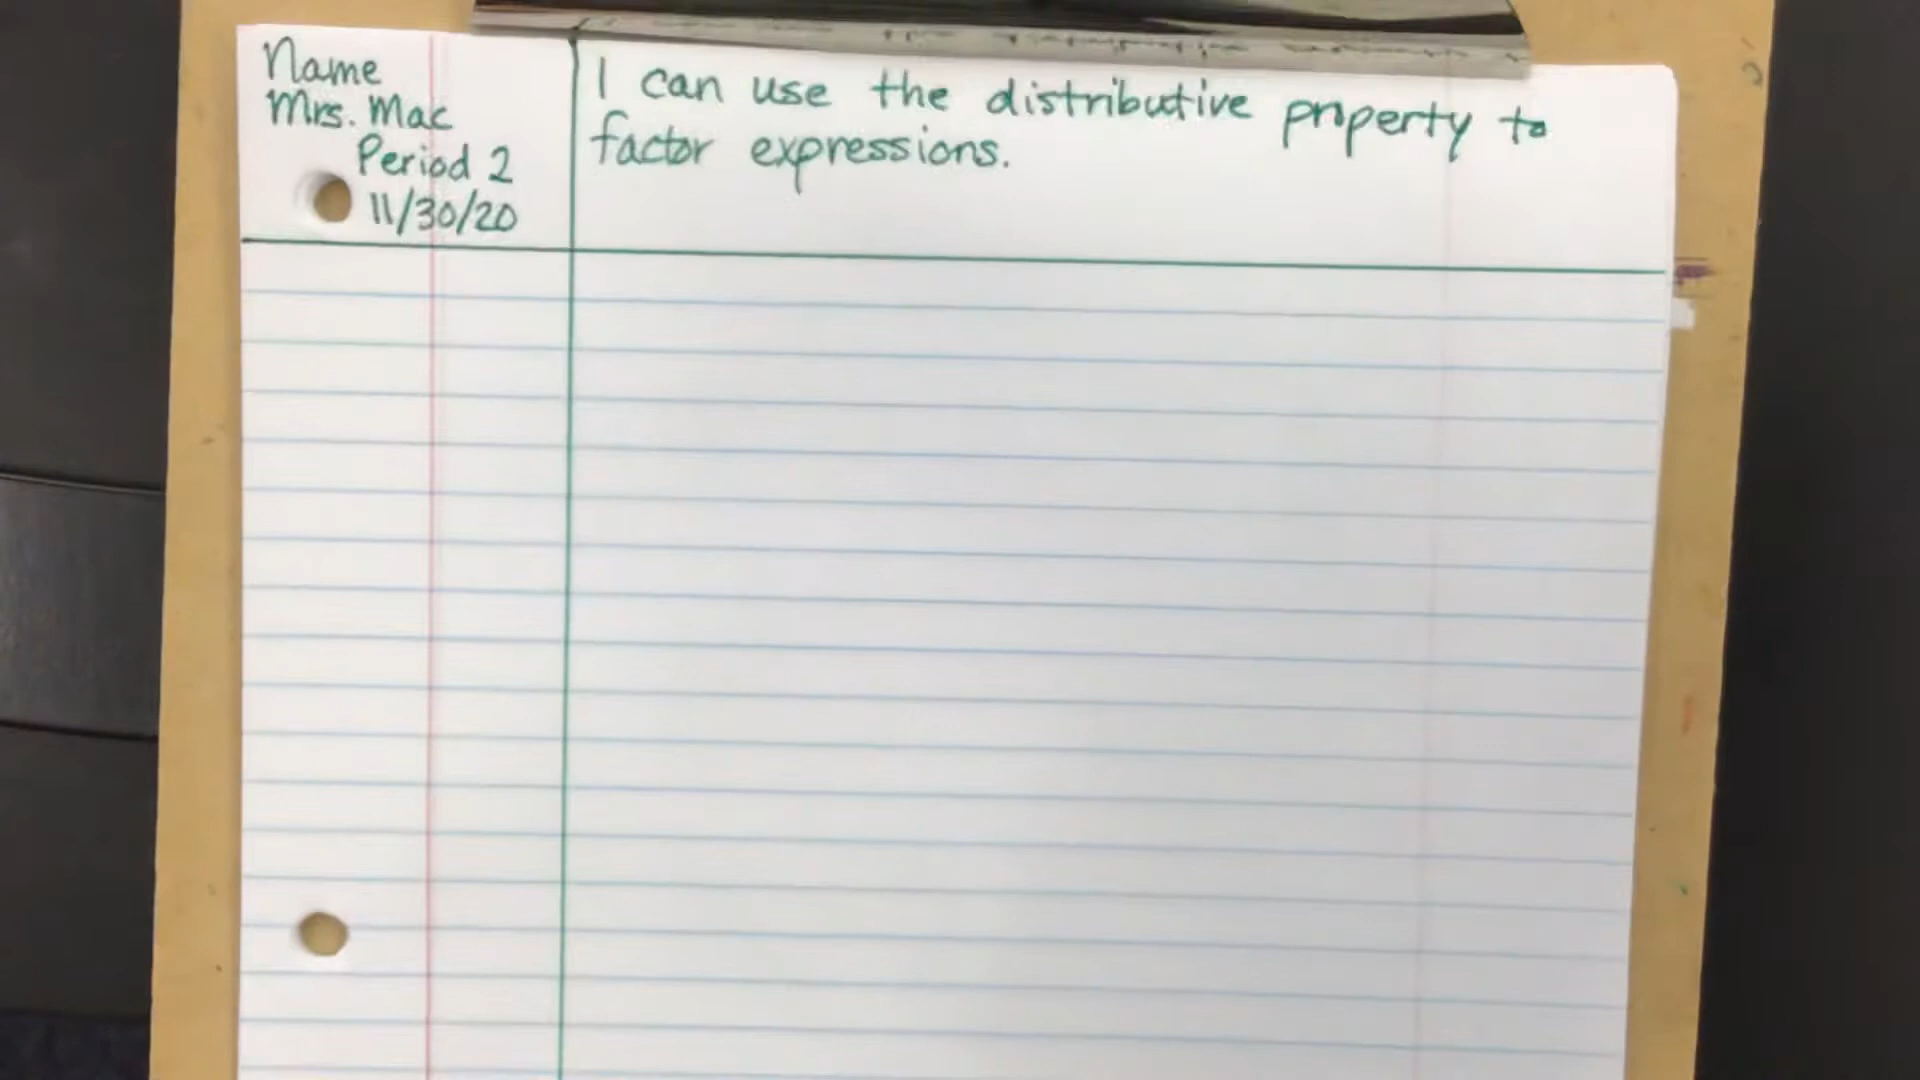 Name
Mrs. Mac
Period 2
11/30/20
I can use the distributive property to
factor expressions.